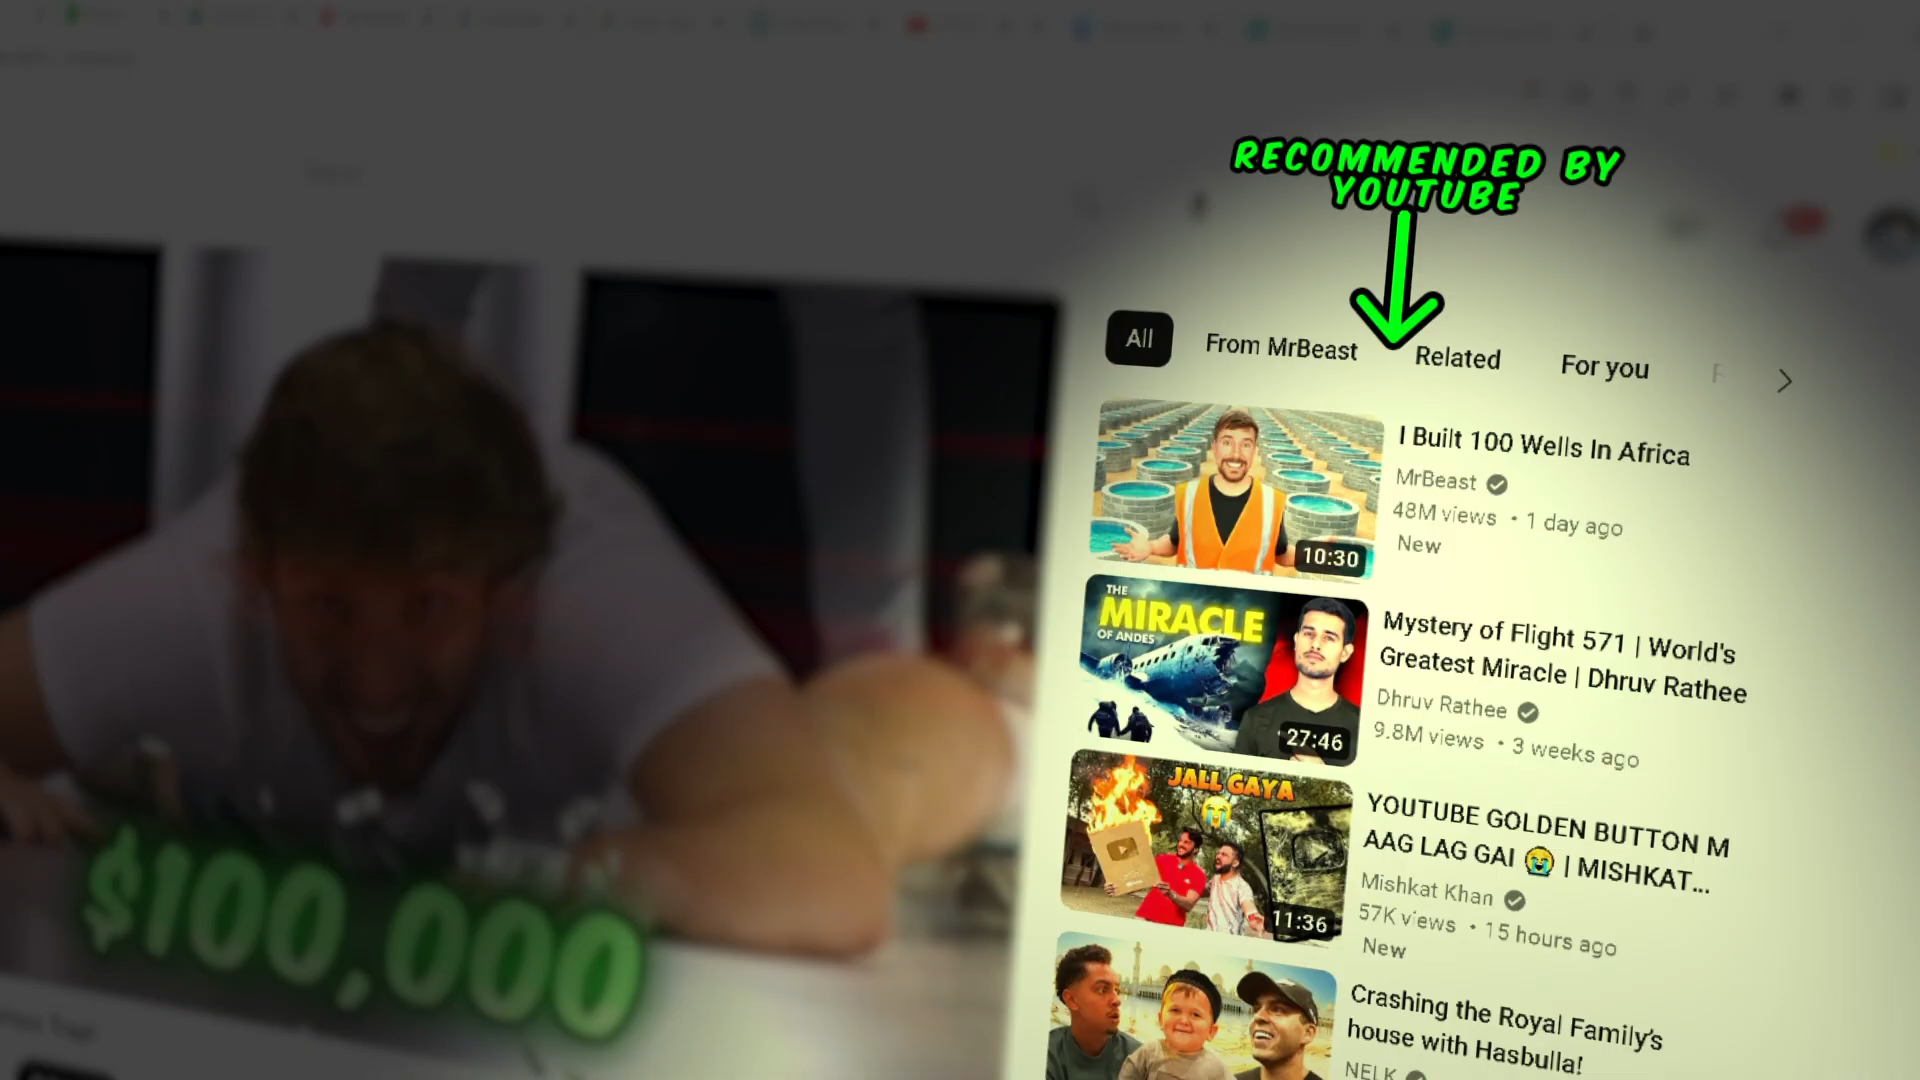 RECOMMENDED BY
YOUTUBE
All
From MrBeast
Related
For you
I Built 100 Wells In Africa
MrBeast
48M views • 1 day ago
New
10:30
THE
MIRACLE
OF ANDES
27:46
Mystery of Flight 571 | World's
Greatest Miracle | Dhruv Rathee
Dhruv Rathee
9.8M views • 3 weeks ago
JALL GAYA
11:36
YOUTUBE GOLDEN BUTTON M
AAG LAG GAI 😭 | MISHKAT...
Mishkat Khan
57K views • 15 hours ago
New
Crashing the Royal Family's
house with Hasbulla!
NELK
$100,000